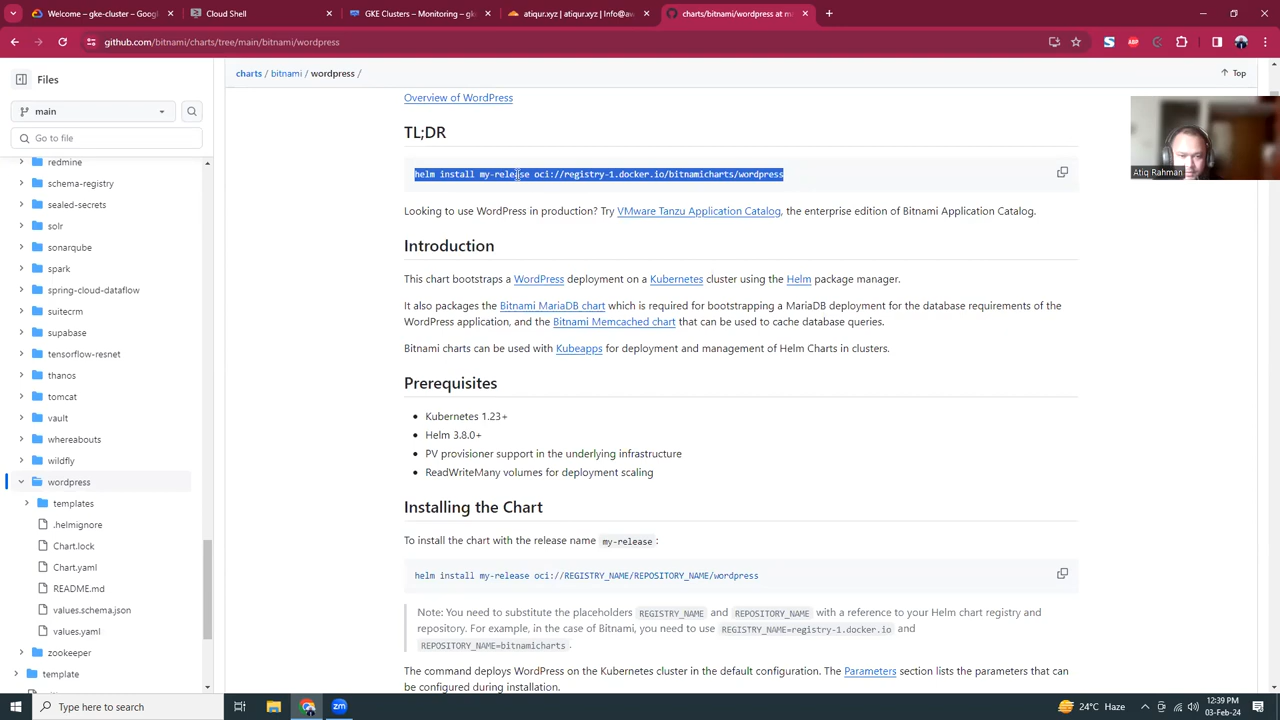 Welcome – gke-cluster – Googl
Cloud Shell
GKE Clusters – Monitoring – gk
atiqur.xyz | atiqur.xyz | Info@aw
charts/bitnami/wordpress at m
github.com/bitnami/charts/tree/main/bitnami/wordpress
ABP
Files
main
Go to file
redmine
schema-registry
sealed-secrets
solr
sonarqube
spark
spring-cloud-dataflow
suitecrm
supabase
tensorflow-resnet
thanos
tomcat
vault
whereabouts
wildfly
wordpress
templates
.helmignore
Chart.lock
Chart.yaml
README.md
values.schema.json
values.yaml
zookeeper
template
charts / bitnami / wordpress /
Top
Overview of WordPress
TL;DR
helm install my-release oci://registry-1.docker.io/bitnamicharts/wordpress
Looking to use WordPress in production? Try VMware Tanzu Application Catalog, the enterprise edition of Bitnami Application Catalog.
Introduction
This chart bootstraps a WordPress deployment on a Kubernetes cluster using the Helm package manager.
It also packages the Bitnami MariaDB chart which is required for bootstrapping a MariaDB deployment for the database requirements of the
WordPress application, and the Bitnami Memcached chart that can be used to cache database queries.
Bitnami charts can be used with Kubeapps for deployment and management of Helm Charts in clusters.
Prerequisites
Kubernetes 1.23+
Helm 3.8.0+
PV provisioner support in the underlying infrastructure
ReadWriteMany volumes for deployment scaling
Installing the Chart
To install the chart with the release name my-release :
helm install my-release oci://REGISTRY_NAME/REPOSITORY_NAME/wordpress
Note: You need to substitute the placeholders REGISTRY_NAME and REPOSITORY_NAME with a reference to your Helm chart registry and
repository. For example, in the case of Bitnami, you need to use REGISTRY_NAME=registry-1.docker.io and
REPOSITORY_NAME=bitnamicharts.
The command deploys WordPress on the Kubernetes cluster in the default configuration. The Parameters section lists the parameters that can
be configured during installation.
Atiq Rahman
Type here to search
zm
24°C Haze
12:39 PM
03-Feb-24